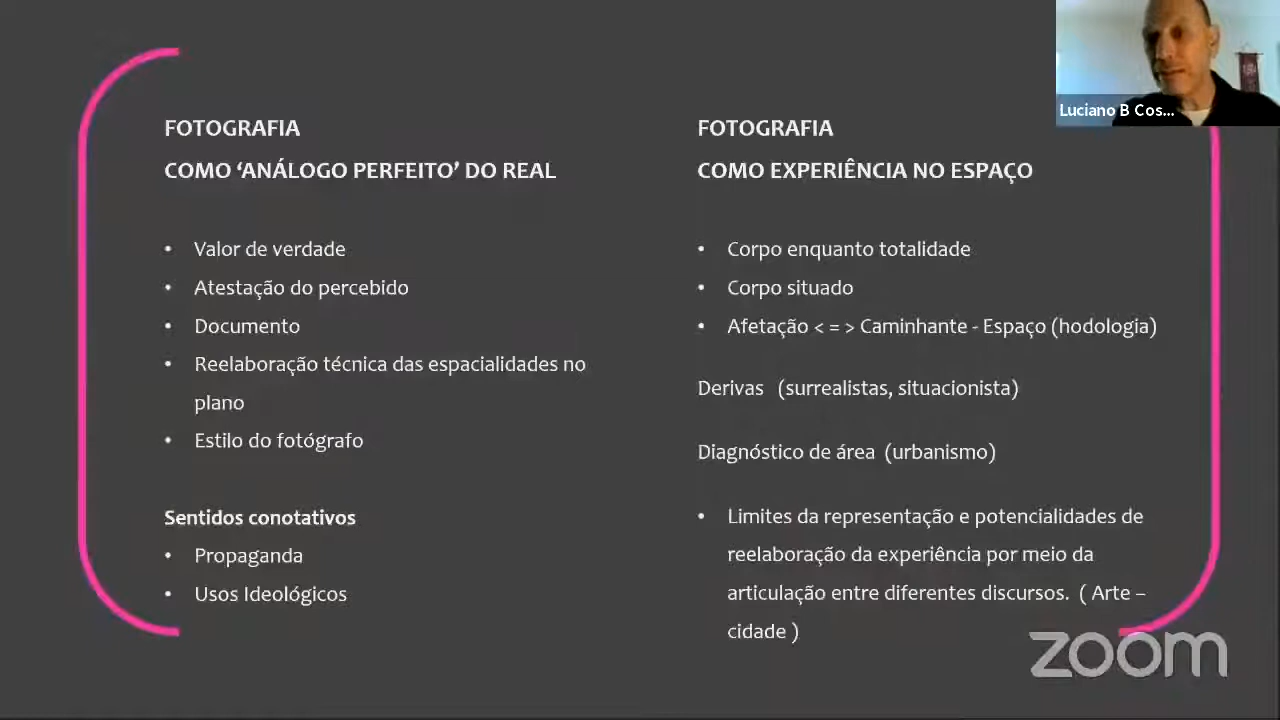 FOTOGRAFIA
COMO ‘ANÁLOGO PERFEITO’ DO REAL
• Valor de verdade
• Atestação do percebido
• Documento
• Reelaboração técnica das espacialidades no
plano
• Estilo do fotógrafo
Sentidos conotativos
• Propaganda
• Usos Ideológicos
FOTOGRAFIA
COMO EXPERIÊNCIA NO ESPAÇO
• Corpo enquanto totalidade
• Corpo situado
• Afetação < = > Caminhante - Espaço (hodologia)
Derivas (surrealistas, situacionista)
Diagnóstico de área (urbanismo)
• Limites da representação e potencialidades de
reelaboração da experiência por meio da
articulação entre diferentes discursos. ( Arte –
cidade )
Luciano B Cos...
zoom